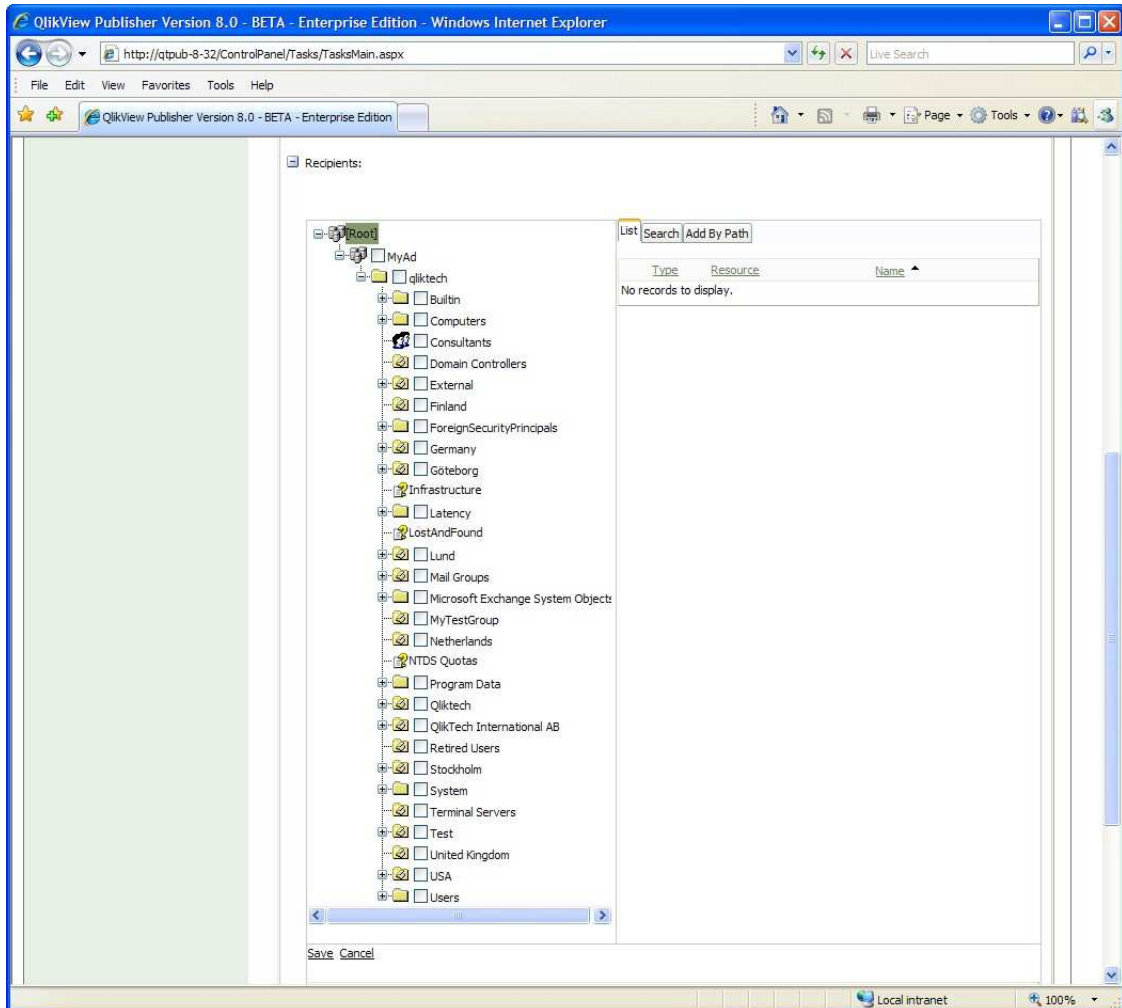 QlikView Publisher Version 8.0 - BETA - Enterprise Edition - Windows Internet Explorer
http://qtpub-8-32/ControlPanel/Tasks/TasksMain.aspx
Live Search
File Edit View Favorites Tools Help
QlikView Publisher Version 8.0 - BETA - Enterprise Edition
Page Tools
Recipients:
[Root]
List Search Add By Path
MyAd
Type Resource Name
qliktech
No records to display.
Builtin
Computers
Consultants
Domain Controllers
External
Finland
ForeignSecurityPrincipals
Germany
Göteborg
Infrastructure
Latency
LostAndFound
Lund
Mail Groups
Microsoft Exchange System Objects
MyTestGroup
Netherlands
NTDS Quotas
Program Data
Qliktech
QlikTech International AB
Retired Users
Stockholm
System
Terminal Servers
Test
United Kingdom
USA
Users
Save Cancel
Local intranet 100%